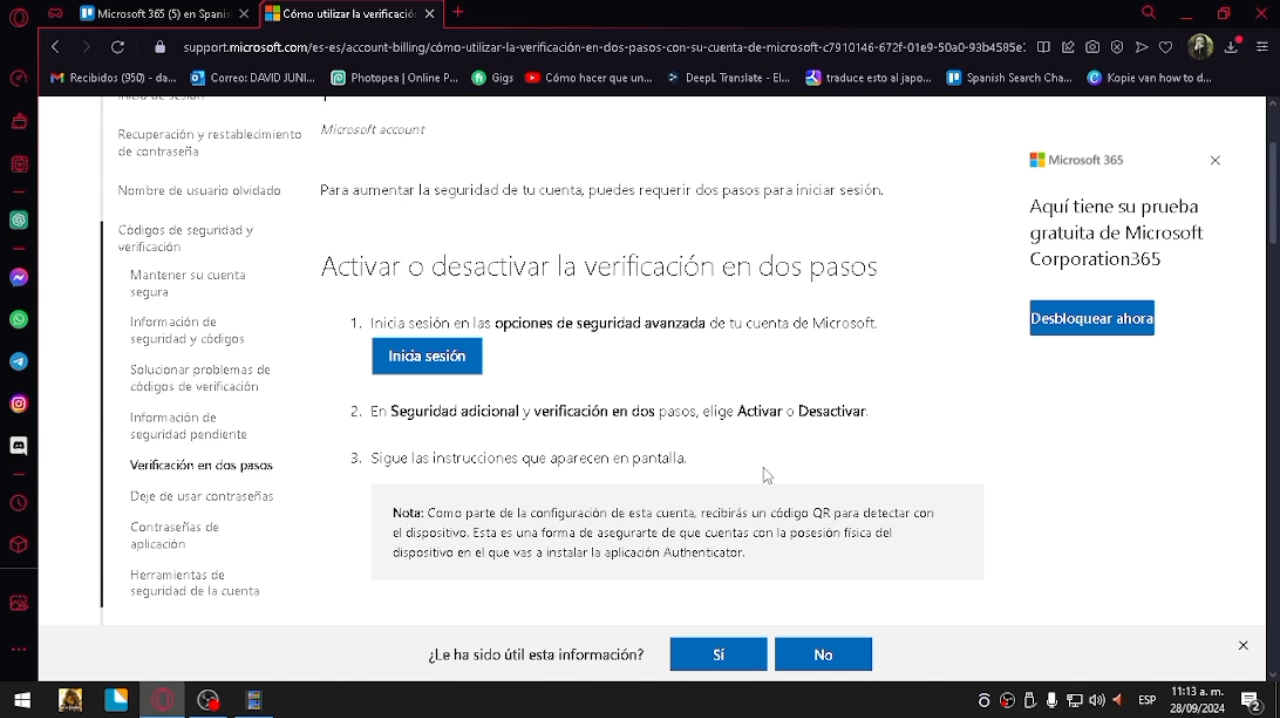 Microsoft 365 (5) en Spanis
Cómo utilizar la verificación
support.microsoft.com/es-es/account-billing/cómo-utilizar-la-verificación-en-dos-pasos-con-su-cuenta-de-microsoft-c7910146-672f-01e9-50a0-93b4585e
Recibidos (950) - da...
Correo: DAVID JUNI...
Photopea | Online P...
Gigs
Cómo hacer que un...
DeepL Translate - El...
traduce esto al japo...
Spanish Search Cha...
Kopie van how to d...
Inicio de sesión
Recuperación y restablecimiento
de contraseña
Nombre de usuario olvidado
Códigos de seguridad y
verificación
Mantener su cuenta
segura
Información de
seguridad y códigos
Solucionar problemas de
códigos de verificación
Información de
seguridad pendiente
Verificación en dos pasos
Deje de usar contraseñas
Contraseñas de
aplicación
Herramientas de
seguridad de la cuenta
Microsoft account
Para aumentar la seguridad de tu cuenta, puedes requerir dos pasos para iniciar sesión.
Activar o desactivar la verificación en dos pasos
1. Inicia sesión en las opciones de seguridad avanzada de tu cuenta de Microsoft.
Inicia sesión
2. En Seguridad adicional y verificación en dos pasos, elige Activar o Desactivar.
3. Sigue las instrucciones que aparecen en pantalla.
Nota: Como parte de la configuración de esta cuenta, recibirás un código QR para detectar con
el dispositivo. Esta es una forma de asegurarte de que cuentas con la posesión física del
dispositivo en el que vas a instalar la aplicación Authenticator.
Microsoft 365
Aquí tiene su prueba
gratuita de Microsoft
Corporation365
Desbloquear ahora
¿Le ha sido útil esta información?
Sí
No
ESP
11:13 a. m.
28/09/2024
2